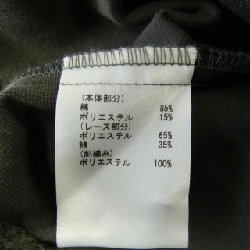 (本体部分)
綿 85%
ポリエステル 15%
(レース部分)
ポリエステル 65%
綿 35%
(刺繍糸)
ポリエステル 100%